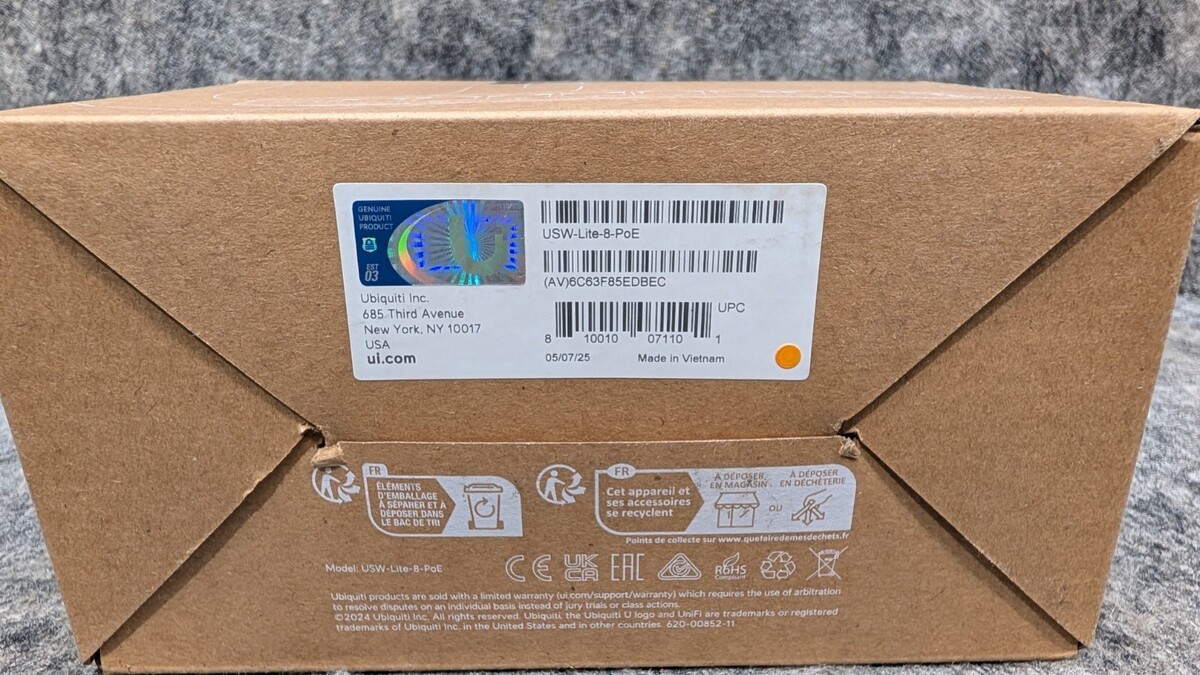 GENUINE
UBIQUITI
PRODUCT
EST
03
Ubiquiti Inc.
685 Third Avenue
New York, NY 10017
USA
ui.com
USW-Lite-8-PoE
(AV)6C63F85EDBEC
UPC
8 10010 07110 1
05/07/25 Made in Vietnam
FR
ÉLÉMENTS
D'EMBALLAGE
À SÉPARER ET À
DÉPOSER DANS
LE BAC DE TRI
FR
Cet appareil et
ses accessoires
se recyclent
À DÉPOSER
EN MAGASIN
OU
À DÉPOSER
EN DÉCHÈTERIE
Points de collecte sur www.quefairedemesdechets.fr
Model: USW-Lite-8-PoE
CE UK CA EAC RoHS
Compliant
Ubiquiti products are sold with a limited warranty (ui.com/support/warranty) which requires the use of arbitration
to resolve disputes on an individual basis instead of jury trials or class actions.
©2024 Ubiquiti Inc. All rights reserved. Ubiquiti, the Ubiquiti U logo and UniFi are trademarks or registered
trademarks of Ubiquiti Inc. in the United States and in other countries. 620-00852-11